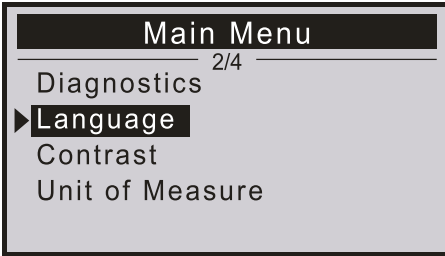 Main Menu
2/4
Diagnostics
Language
Contrast
Unit of Measure